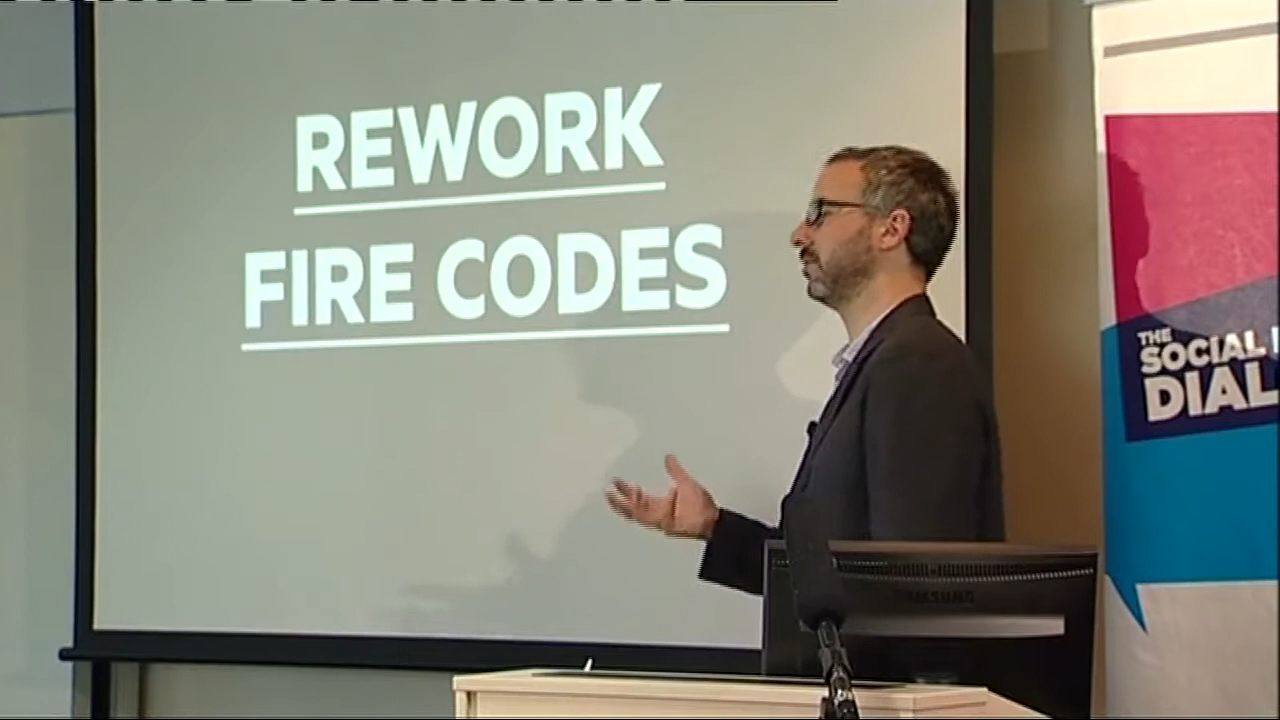 REWORK
FIRE CODES
THE
SOCIAL
DIAL
SAMSUNG